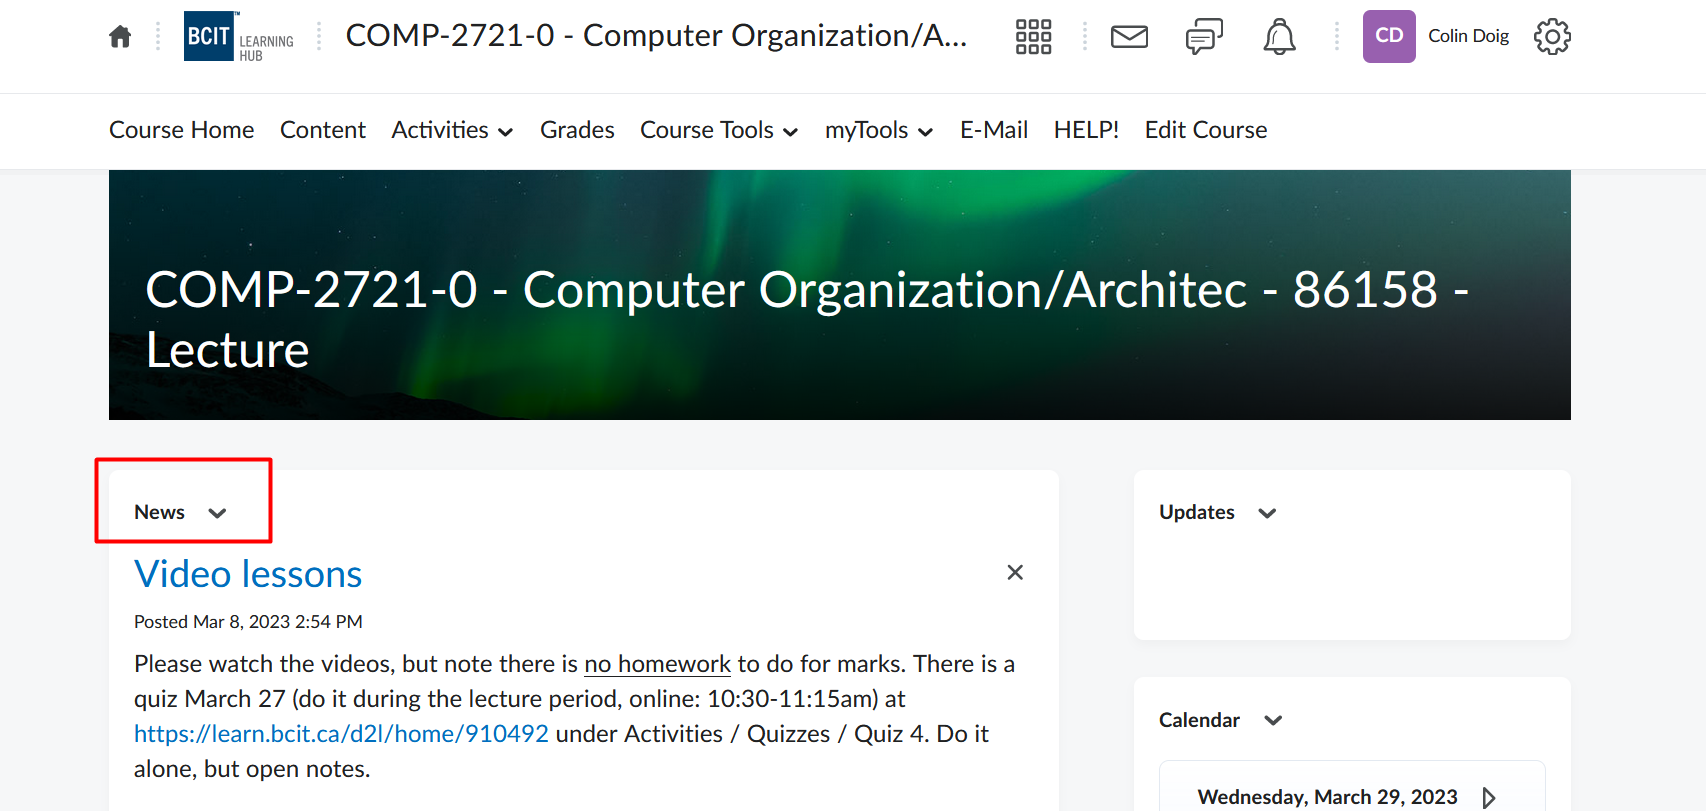 BCIT™ LEARNING HUB
COMP-2721-0 - Computer Organization/A...
CD
Colin Doig
Course Home Content Activities Grades Course Tools myTools E-Mail HELP! Edit Course
COMP-2721-0 - Computer Organization/Architec - 86158 -
Lecture
News
Video lessons
Posted Mar 8, 2023 2:54 PM
Please watch the videos, but note there is no homework to do for marks. There is a
quiz March 27 (do it during the lecture period, online: 10:30-11:15am) at
https://learn.bcit.ca/d2l/home/910492 under Activities / Quizzes / Quiz 4. Do it
alone, but open notes.
Updates
Calendar
Wednesday, March 29, 2023